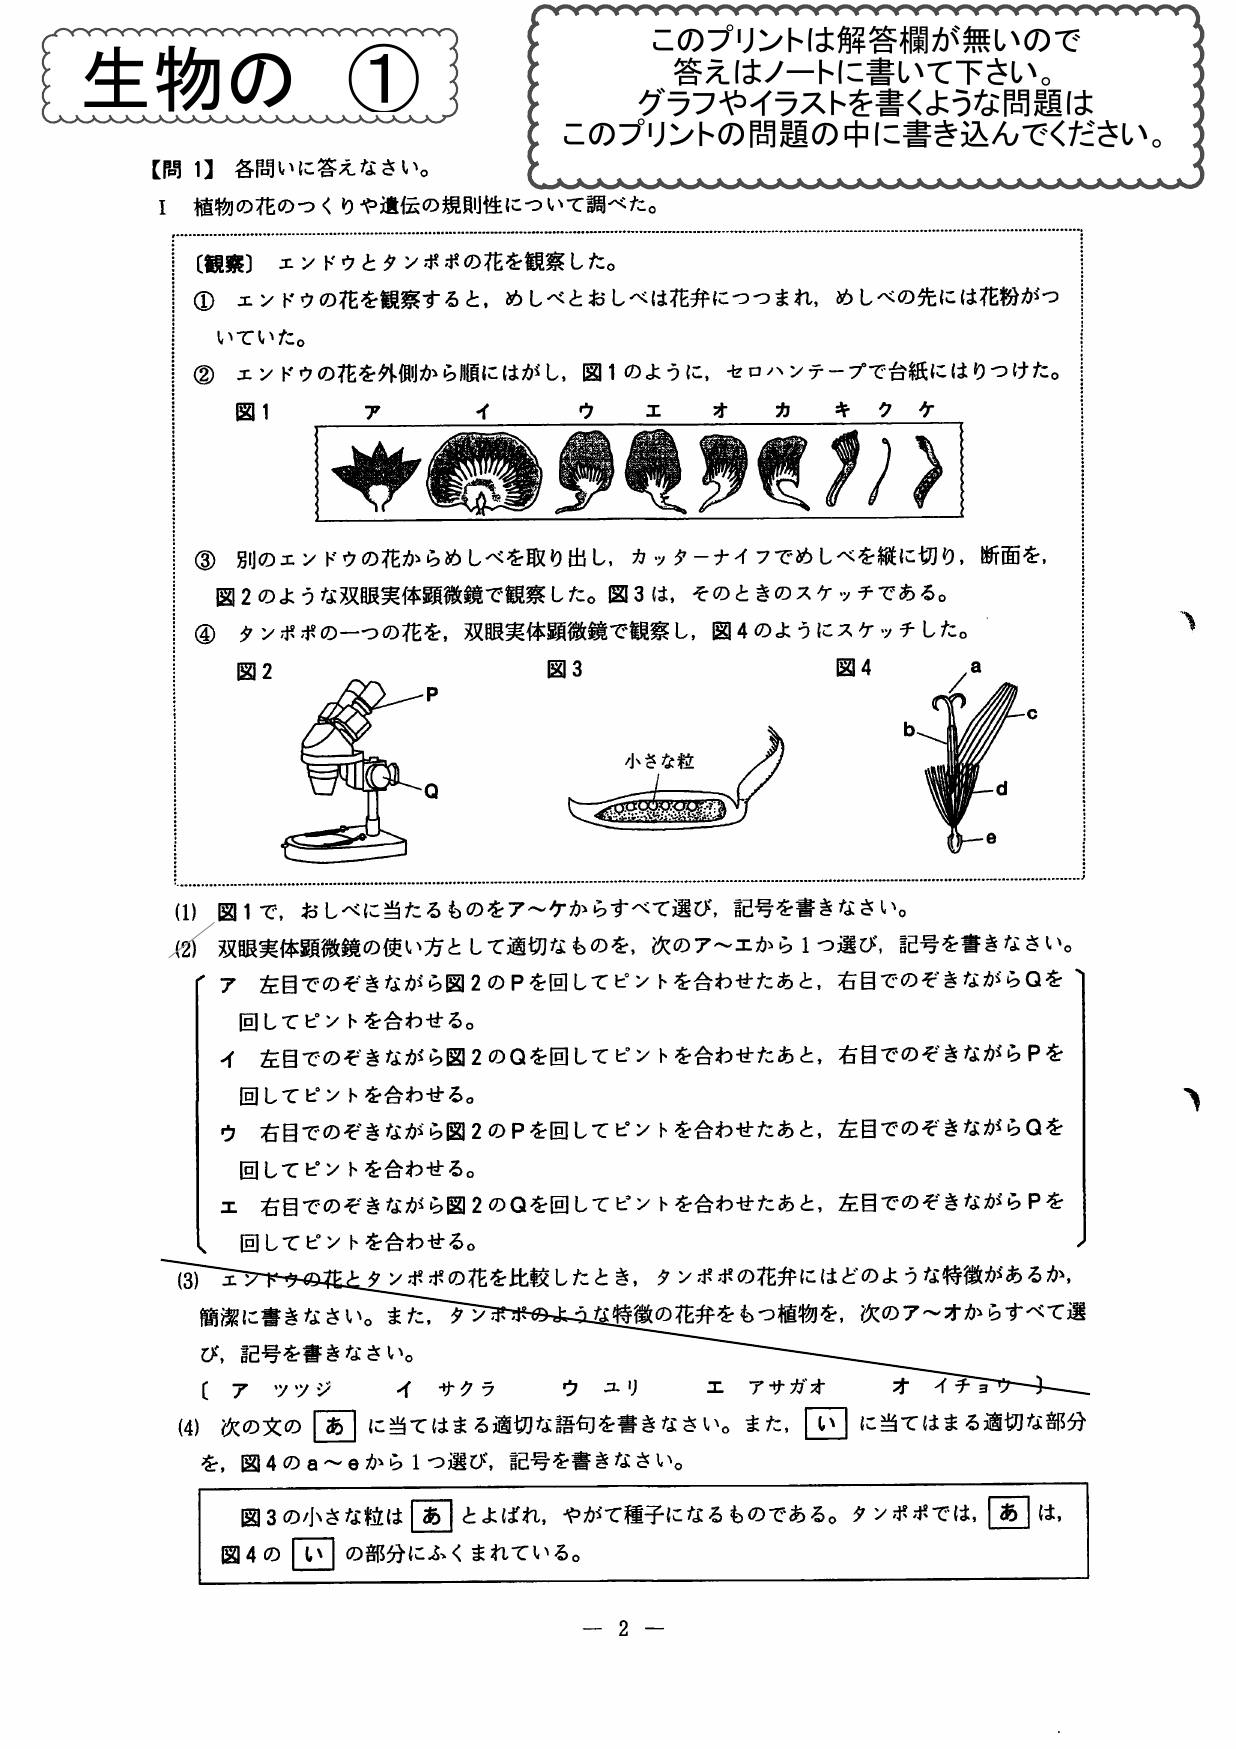 生物の ①
このプリントは解答欄が無いので
答えはノートに書いて下さい。
グラフやイラストを書くような問題は
このプリントの問題の中に書き込んでください。
【問 1】 各問いに答えなさい。
Ⅰ 植物の花のつくりや遺伝の規則性について調べた。
〔観察〕 エンドウとタンポポの花を観察した。
① エンドウの花を観察すると，めしべとおしべは花弁につつまれ，めしべの先には花粉がつ
いていた。
② エンドウの花を外側から順にはがし，図1のように，セロハンテープで台紙にはりつけた。
図1 ア イ ウ エ オ カ キ ク ケ
③ 別のエンドウの花からめしべを取り出し，カッターナイフでめしべを縦に切り，断面を，
図2のような双眼実体顕微鏡で観察した。図3は，そのときのスケッチである。
④ タンポポの一つの花を，双眼実体顕微鏡で観察し，図4のようにスケッチした。
図2 図3 図4
P
Q
小さな粒
a
b
c
d
e
(1) 図1で，おしべに当たるものをア〜ケからすべて選び，記号を書きなさい。
(2) 双眼実体顕微鏡の使い方として適切なものを，次のア〜エから1つ選び，記号を書きなさい。
ア 左目でのぞきながら図2のPを回してピントを合わせたあと，右目でのぞきながらQを
回してピントを合わせる。
イ 左目でのぞきながら図2のQを回してピントを合わせたあと，右目でのぞきながらPを
回してピントを合わせる。
ウ 右目でのぞきながら図2のPを回してピントを合わせたあと，左目でのぞきながらQを
回してピントを合わせる。
エ 右目でのぞきながら図2のQを回してピントを合わせたあと，左目でのぞきながらPを
回してピントを合わせる。
(3) エンドウの花とタンポポの花を比較したとき，タンポポの花弁にはどのような特徴があるか，
簡潔に書きなさい。また，タンポポのような特徴の花弁をもつ植物を，次のア〜オからすべて選
び，記号を書きなさい。
〔 ア ツツジ イ サクラ ウ ユリ エ アサガオ オ イチョウ 〕
(4) 次の文の あ に当てはまる適切な語句を書きなさい。また， い に当てはまる適切な部分
を，図4のa〜eから1つ選び，記号を書きなさい。
図3の小さな粒は あ とよばれ，やがて種子になるものである。タンポポでは， あ は，
図4の い の部分にふくまれている。
— 2 —